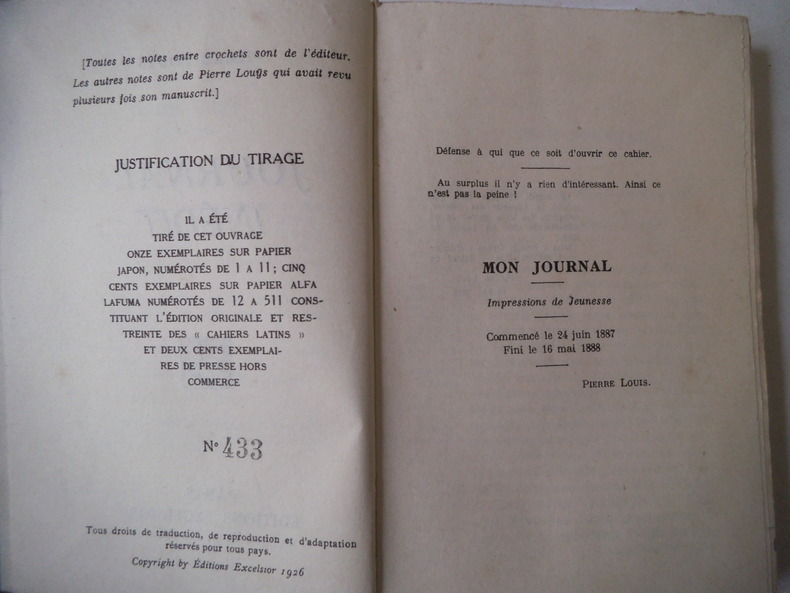 [Toutes les notes entre crochets sont de l'éditeur.
Les autres notes sont de Pierre Louÿs qui avait revu
plusieurs fois son manuscrit.]
JUSTIFICATION DU TIRAGE
IL A ÉTÉ
TIRÉ DE CET OUVRAGE
ONZE EXEMPLAIRES SUR PAPIER
JAPON, NUMÉROTÉS DE 1 A 11; CINQ
CENTS EXEMPLAIRES SUR PAPIER ALFA
LAFUMA NUMÉROTÉS DE 12 A 511 CONS-
TITUANT L'ÉDITION ORIGINALE ET RES-
TREINTE DES « CAHIERS LATINS »
ET DEUX CENTS EXEMPLAI-
RES DE PRESSE HORS
COMMERCE
N° 433
Tous droits de traduction, de reproduction et d'adaptation
réservés pour tous pays.
Copyright by Éditions Excelsior 1926
Défense à qui que ce soit d'ouvrir ce cahier.
Au surplus il n'y a rien d'intéressant. Ainsi ce
n'est pas la peine !
MON JOURNAL
Impressions de Jeunesse
Commencé le 24 juin 1887
Fini le 16 mai 1888
PIERRE LOUIS.